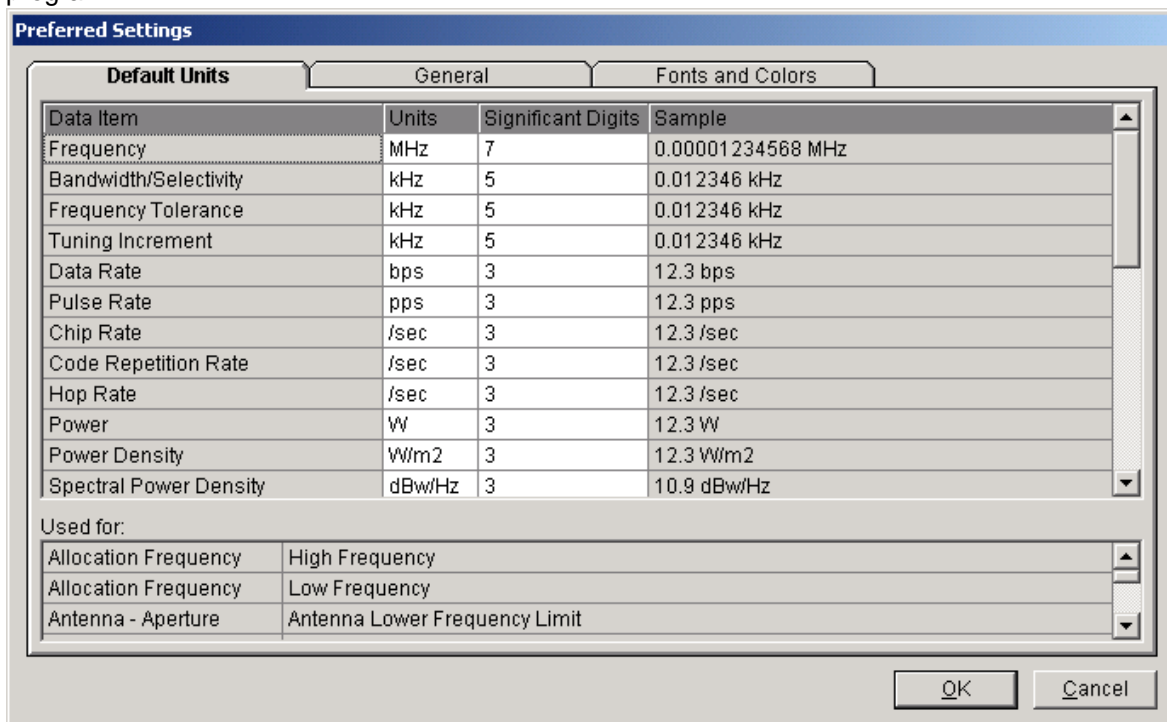 Preferred Settings
Default Units General Fonts and Colors
Data Item Units Significant Digits Sample
Frequency MHz 7 0.00001234568 MHz
Bandwidth/Selectivity kHz 5 0.012346 kHz
Frequency Tolerance kHz 5 0.012346 kHz
Tuning Increment kHz 5 0.012346 kHz
Data Rate bps 3 12.3 bps
Pulse Rate pps 3 12.3 pps
Chip Rate /sec 3 12.3 /sec
Code Repetition Rate /sec 3 12.3 /sec
Hop Rate /sec 3 12.3 /sec
Power W 3 12.3 W
Power Density W/m2 3 12.3 W/m2
Spectral Power Density dBw/Hz 3 10.9 dBw/Hz
Used for:
Allocation Frequency High Frequency
Allocation Frequency Low Frequency
Antenna - Aperture Antenna Lower Frequency Limit
OK Cancel